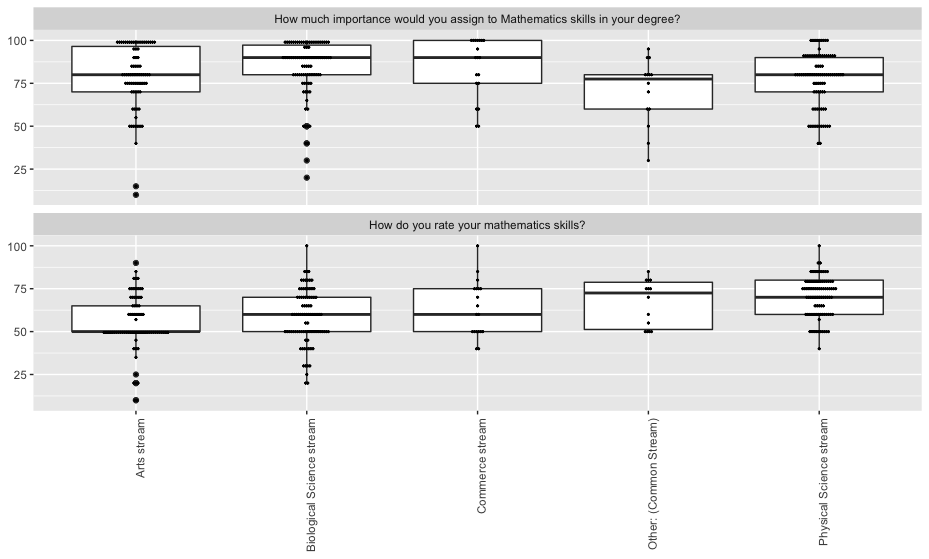 How much importance would you assign to Mathematics skills in your degree?
100
75
50
25
How do you rate your mathematics skills?
100
75
50
25
Arts stream
Biological Science stream
Commerce stream
Other: (Common Stream)
Physical Science stream